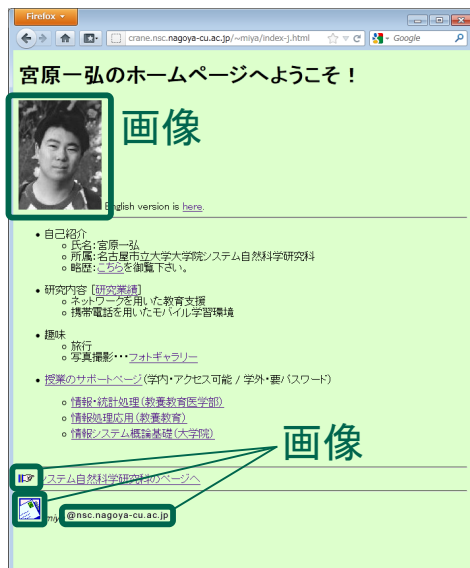 Firefox
crane.nsc.nagoya-cu.ac.jp/~miya/index-j.html
Google
宮原一弘のホームページへようこそ！
画像
English version is here.
自己紹介
氏名：宮原一弘
所属：名古屋市立大学大学院システム自然科学研究科
略歴：こちらを御覧下さい。
研究内容 [研究業績]
ネットワークを用いた教育支援
携帯電話を用いたモバイル学習環境
趣味
旅行
写真撮影・・・フォトギャラリー
授業のサポートページ(学内・アクセス可能 / 学外・要パスワード)
情報・統計処理(教養教育医学部)
情報処理応用(教養教育)
情報システム概論基礎(大学院)
画像
システム自然科学研究科のページへ
miya@nsc.nagoya-cu.ac.jp